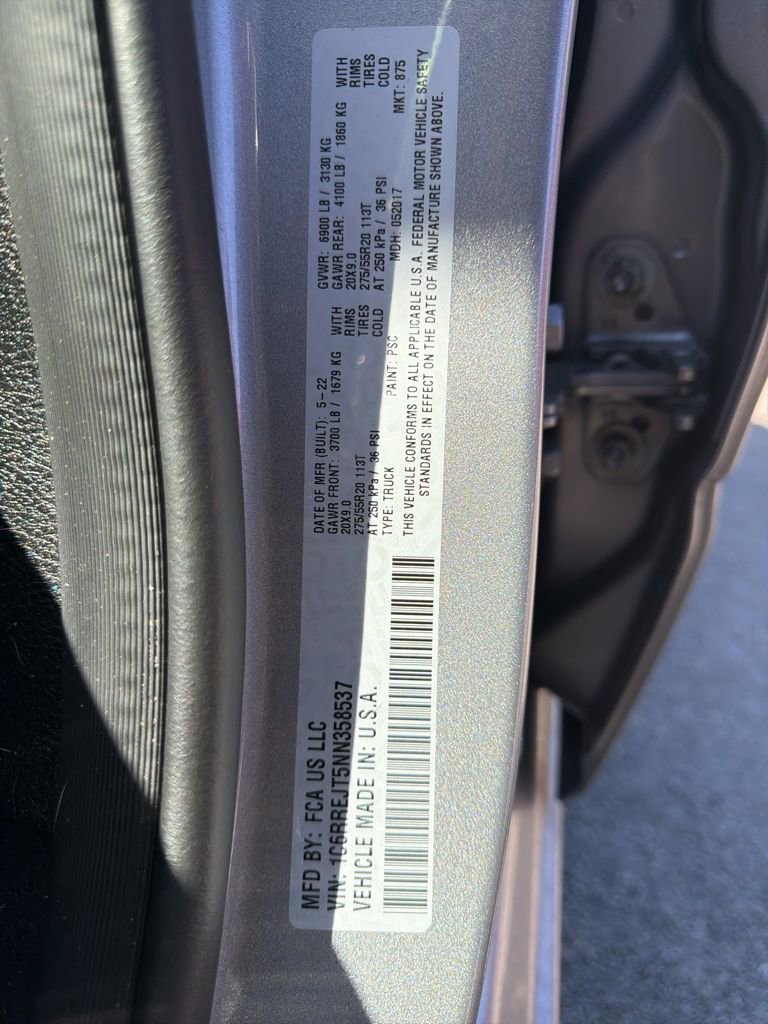 MFD BY: FCA US LLC
DATE OF MFR (BUILT): 5-22
GVWR: 6900 LB / 3130 KG
GAWR FRONT: 3700 LB / 1679 KG WITH
GAWR REAR: 4100 LB / 1860 KG WITH
20X9.0 RIMS
20X9.0 RIMS
275/55R20 113T TIRES
275/55R20 113T TIRES
AT 250 kPa / 36 PSI COLD
AT 250 kPa / 36 PSI COLD
VIN: 1C6RREJT5NN358537
TYPE: TRUCK
PAINT: PSC
MDH: 052017
MKT: 875
VEHICLE MADE IN: U.S.A.
THIS VEHICLE CONFORMS TO ALL APPLICABLE U.S.A. FEDERAL MOTOR VEHICLE SAFETY
STANDARDS IN EFFECT ON THE DATE OF MANUFACTURE SHOWN ABOVE.